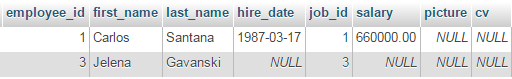 employee_id first_name last_name hire_date job_id salary picture cv
1 Carlos Santana 1987-03-17 1 660000.00 NULL NULL
3 Jelena Gavanski NULL 3 NULL NULL NULL